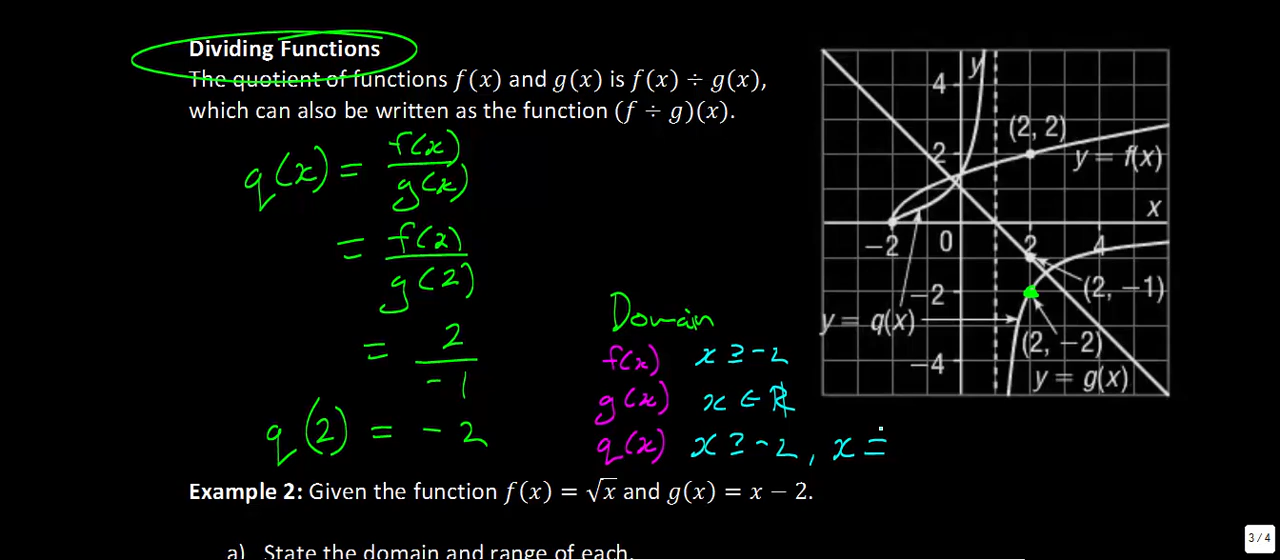 Dividing Functions
The quotient of functions f(x) and g(x) is f(x) ÷ g(x),
which can also be written as the function (f ÷ g)(x).
q(x) = f(x)/g(x)
= f(2)/g(2)
= 2/-1
q(2) = -2
Domain
f(x) x ≥ -2
g(x) x ∈ ℝ
q(x) x ≥ -2, x =
y
4
(2, 2)
2
y = f(x)
x
-2 0 2 4
(2, -1)
-2
y = q(x)
(2, -2)
-4
y = g(x)
Example 2: Given the function f(x) = √x and g(x) = x − 2.
a) State the domain and range of each.
3 / 4